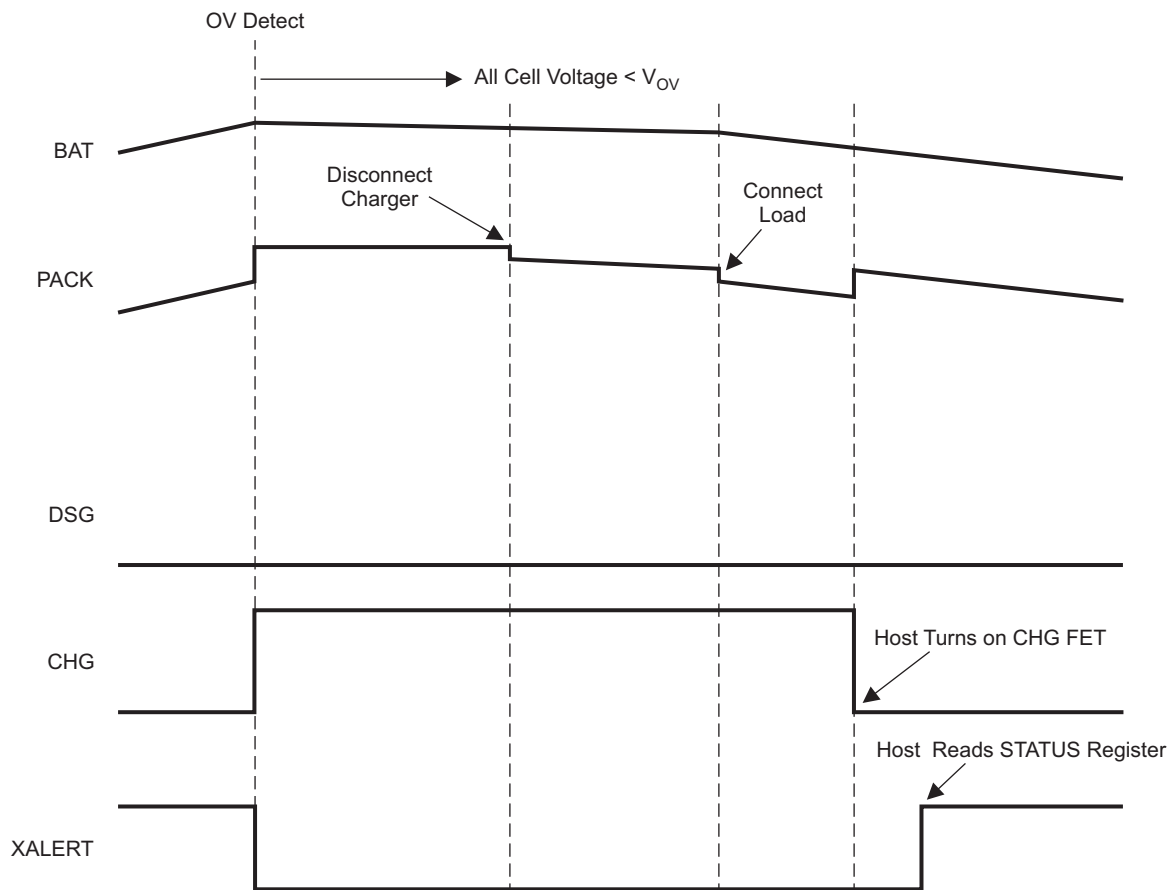 OV Detect
All Cell Voltage < VOV
BAT
Disconnect
Charger
Connect
Load
PACK
DSG
Host Turns on CHG FET
CHG
Host Reads STATUS Register
XALERT